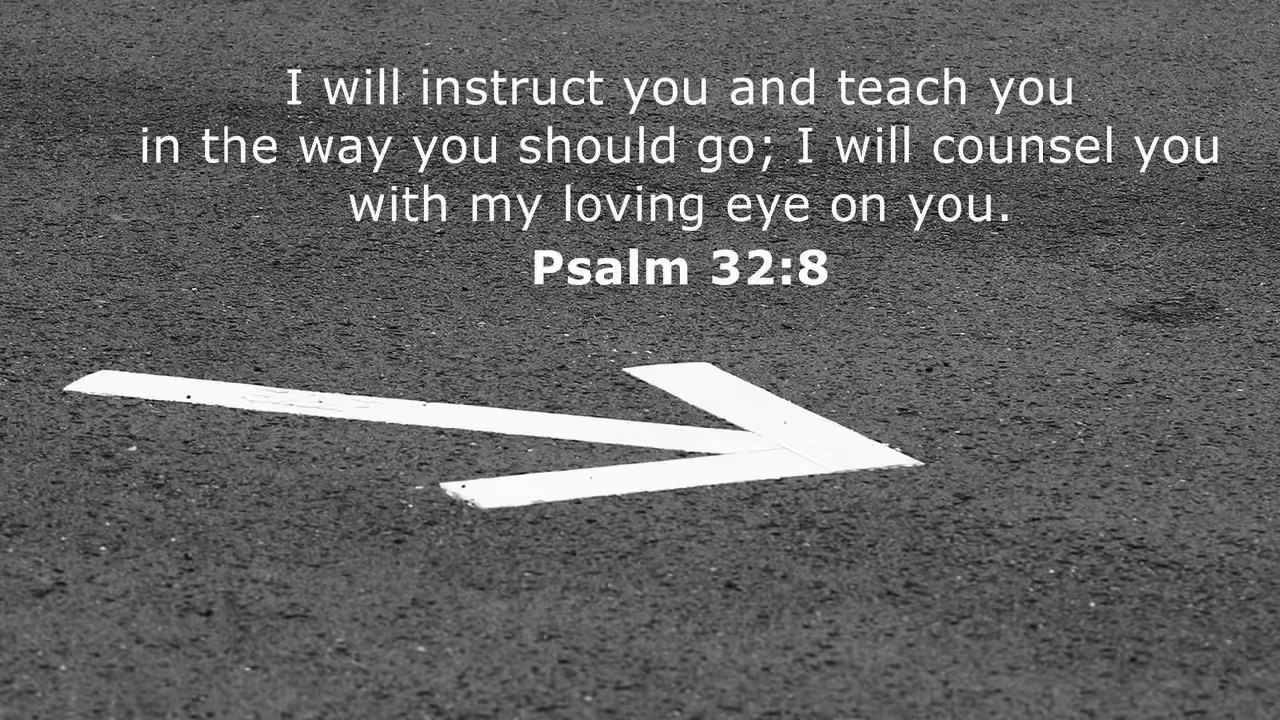 I will instruct you and teach you
in the way you should go; I will counsel you
with my loving eye on you.
Psalm 32:8